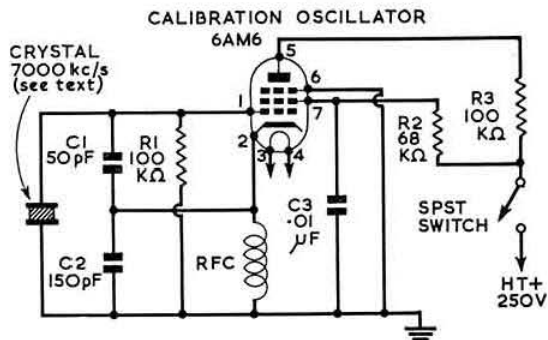 CALIBRATION OSCILLATOR
6AM6
CRYSTAL
7000 kc/s
(see text)
5
6
1
7
2
3
4
C1
50pF
R1
100
KΩ
R2
68
KΩ
R3
100
KΩ
C3
.01
μF
SPST
SWITCH
C2
150pF
RFC
HT+
250V